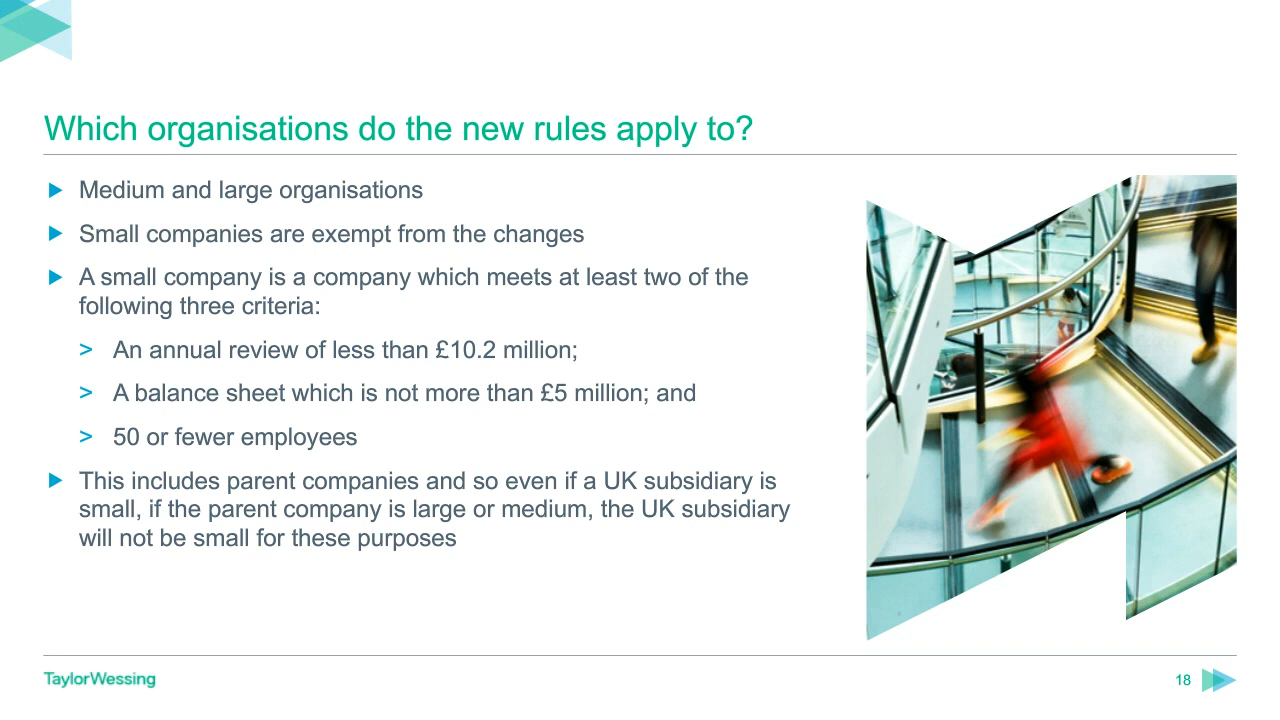 Which organisations do the new rules apply to?
Medium and large organisations
Small companies are exempt from the changes
A small company is a company which meets at least two of the
following three criteria:
> An annual review of less than £10.2 million;
> A balance sheet which is not more than £5 million; and
> 50 or fewer employees
This includes parent companies and so even if a UK subsidiary is
small, if the parent company is large or medium, the UK subsidiary
will not be small for these purposes
TaylorWessing
18